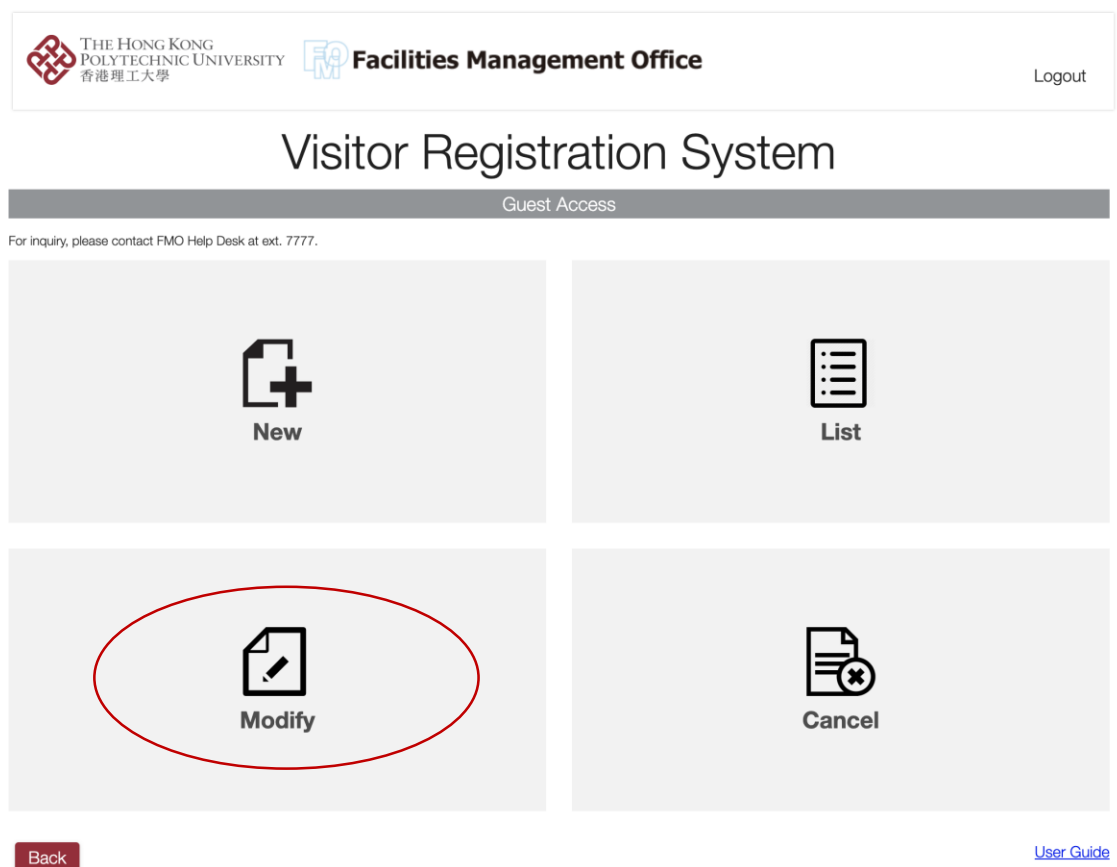 THE HONG KONG
POLYTECHNIC UNIVERSITY
香港理工大學
FMO Facilities Management Office
Logout
Visitor Registration System
Guest Access
For inquiry, please contact FMO Help Desk at ext. 7777.
New
List
Modify
Cancel
Back
User Guide